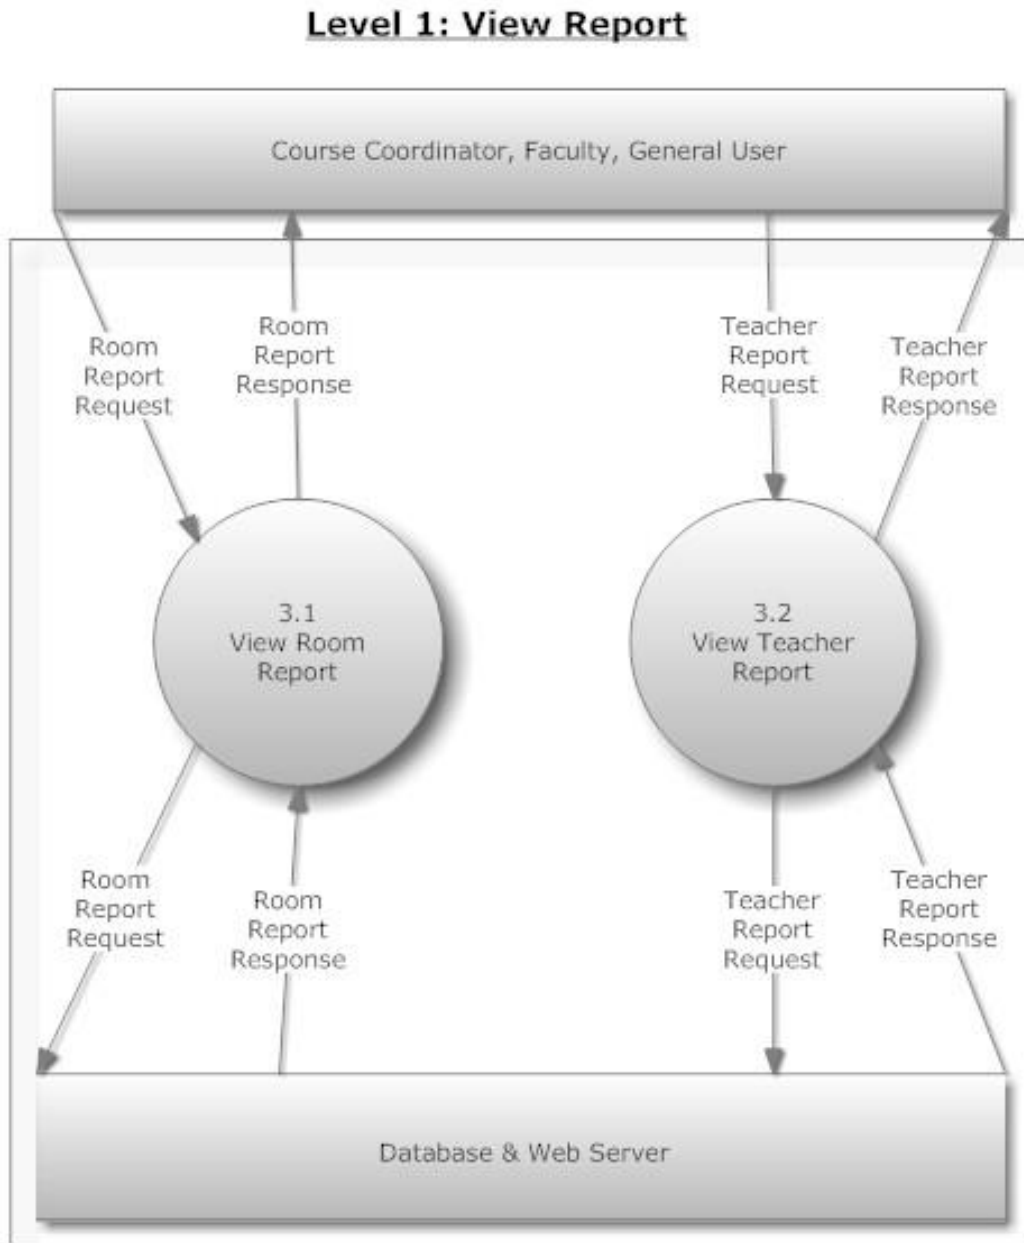 Level 1: View Report
Course Coordinator, Faculty, General User
Room
Report
Request
Room
Report
Response
Teacher
Report
Request
Teacher
Report
Response
3.1
View Room
Report
3.2
View Teacher
Report
Room
Report
Request
Room
Report
Response
Teacher
Report
Request
Teacher
Report
Response
Database & Web Server